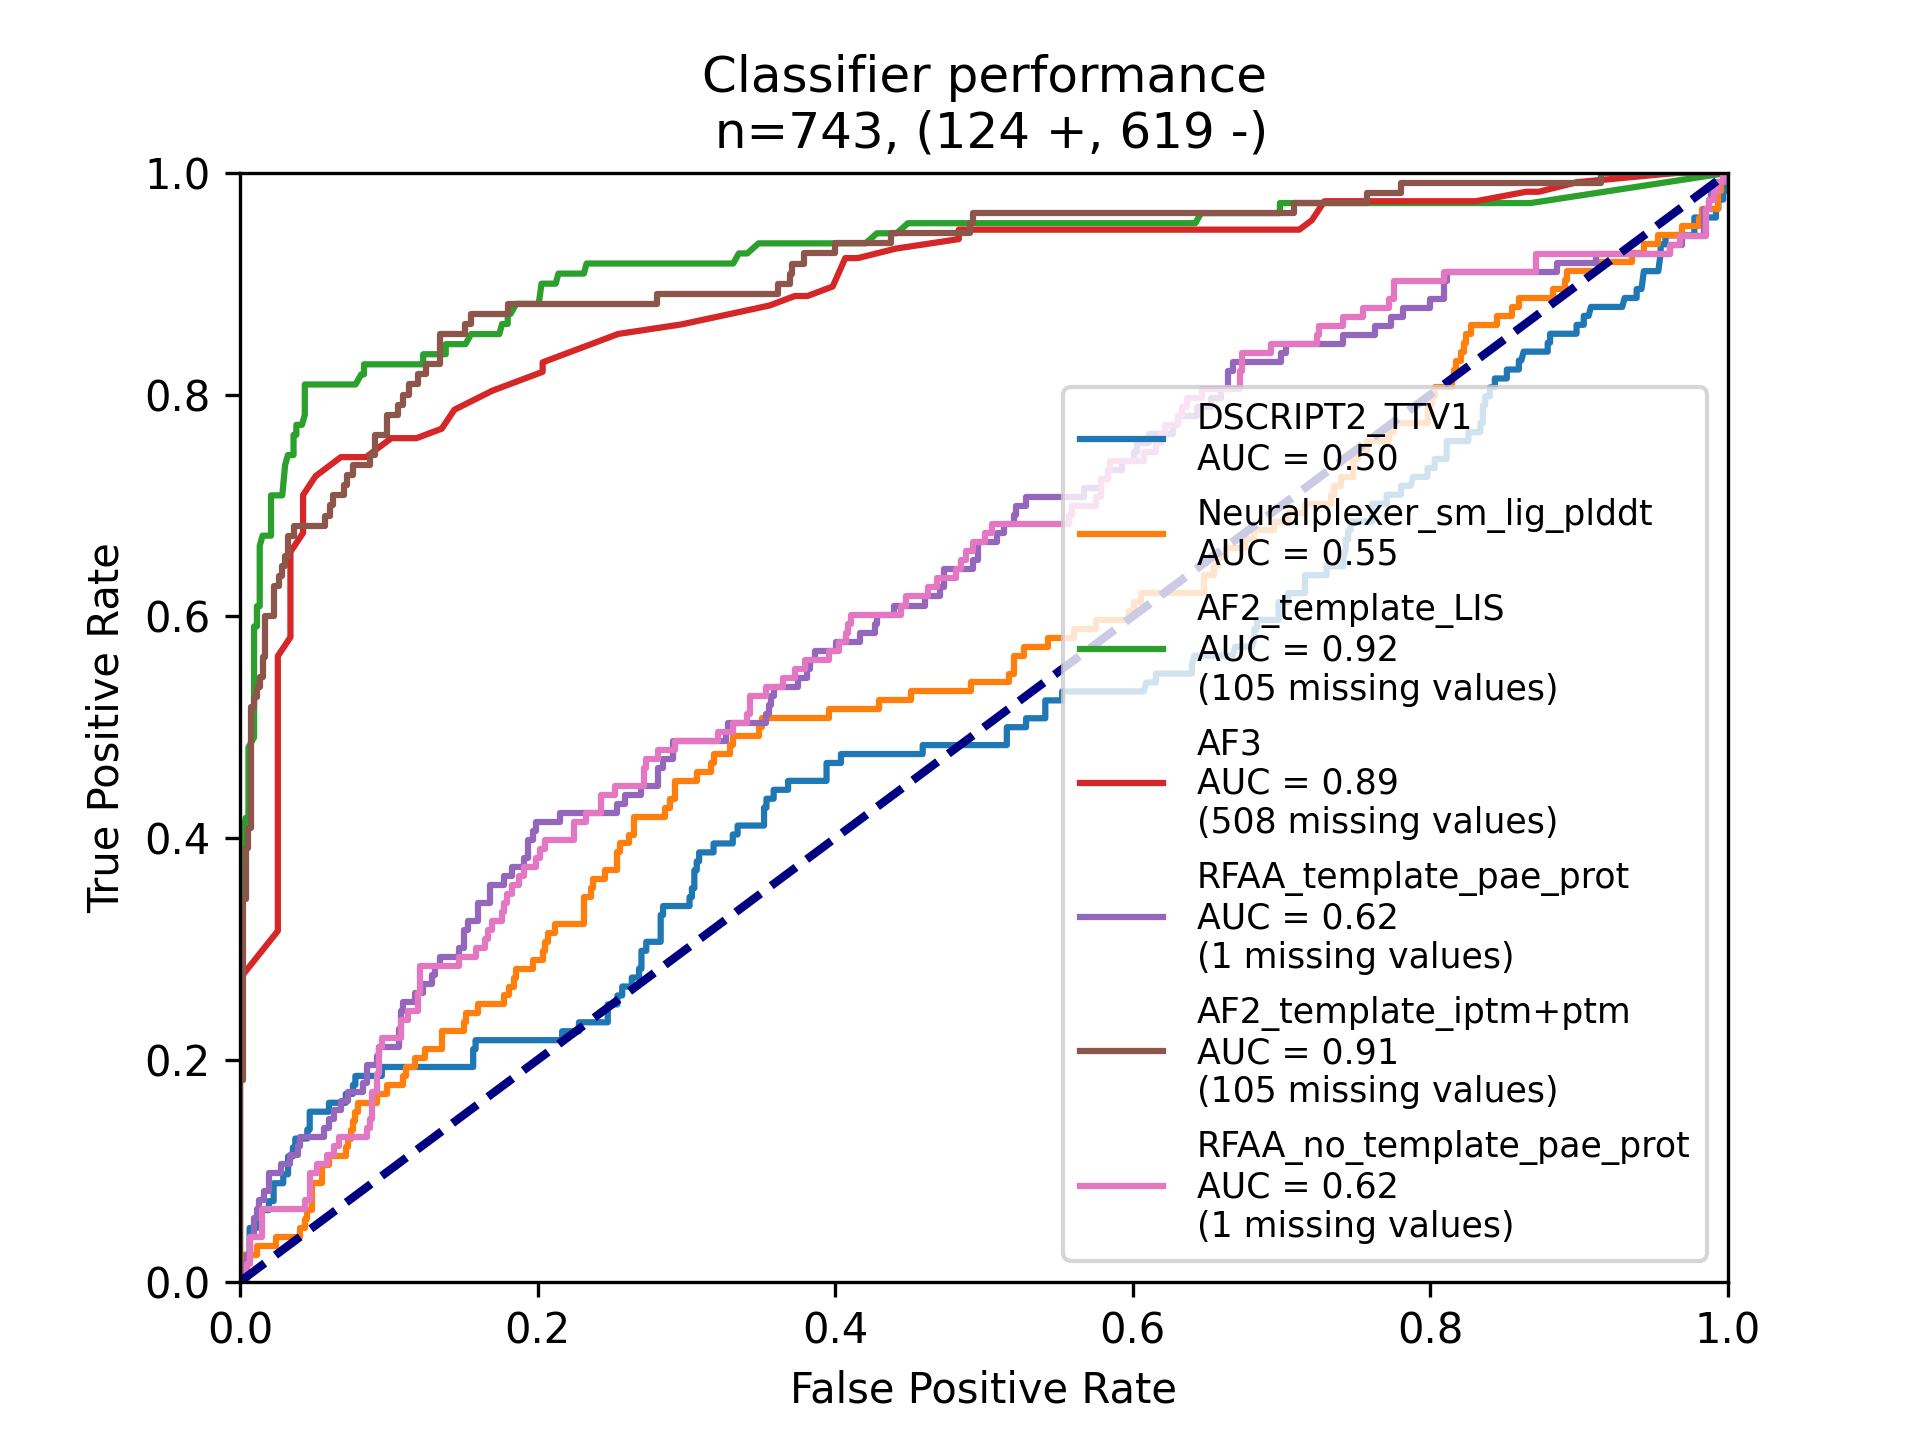 Classifier performance
n=743, (124 +, 619 -)
1.0
0.8
0.6
0.4
0.2
0.0
True Positive Rate
DSCRIPT2_TTV1
AUC = 0.50
Neuralplexer_sm_lig_plddt
AUC = 0.55
AF2_template_LIS
AUC = 0.92
(105 missing values)
AF3
AUC = 0.89
(508 missing values)
RFAA_template_pae_prot
AUC = 0.62
(1 missing values)
AF2_template_iptm+ptm
AUC = 0.91
(105 missing values)
RFAA_no_template_pae_prot
AUC = 0.62
(1 missing values)
0.0 0.2 0.4 0.6 0.8 1.0
False Positive Rate